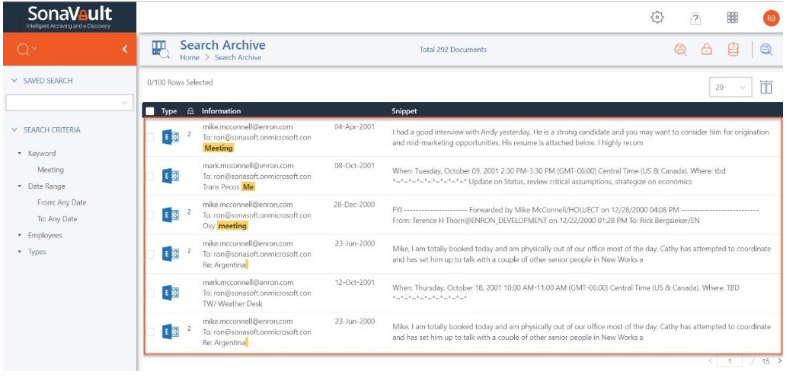 SonaVault
Intelligent Archiving and e-Discovery
?
RB
Search Archive
Home > Search Archive
Total 292 Documents
SAVED SEARCH
SEARCH CRITERIA
Keyword
Meeting
Date Range
From: Any Date
To: Any Date
Employees
Types
0/100 Rows Selected
20
Type Information Snippet
mike.mcconnell@enron.com 04-Apr-2001
2 To: ron@sonasoft.onmicrosoft.con
Meeting
I had a good interview with Andy yesterday. He is a strong candidate and you may want to consider him for origination
and mid-marketing opportunities. His resume is attached below. I highly recom
mark.mcconnell@enron.com 08-Oct-2001
To: ron@sonasoft.onmicrosoft.con
Trans Pecos Me
When: Tuesday, October 09, 2001 2:30 PM-3:30 PM (GMT-06:00) Central Time (US & Canada). Where: tbd
*~*~*~*~*~*~*~*~*~* Update on Status, review critical assumptions, strategize on economics
mike.mcconnell@enron.com 28-Dec-2000
2 To: ron@sonasoft.onmicrosoft.con
Oxy meeting
FYI ---------------------- Forwarded by Mike McConnell/HOU/ECT on 12/28/2000 04:08 PM ---------------------------
From: Terence H Thorn@ENRON_DEVELOPMENT on 12/22/2000 01:28 PM To: Rick Bergsieker/EN
mike.mcconnell@enron.com 23-Jun-2000
2 To: ron@sonasoft.onmicrosoft.con
Re: Argentina
Mike, I am totally booked today and am physically out of our office most of the day. Cathy has attempted to coordinate
and has set him up to talk with a couple of other senior people in New Works a
mark.mcconnell@enron.com 12-Oct-2001
To: ron@sonasoft.onmicrosoft.con
TW/ Weather Desk
When: Thursday, October 18, 2001 10:00 AM-11:00 AM (GMT-06:00) Central Time (US & Canada). Where: TBD
*~*~*~*~*~*~*~*~*~*
mike.mcconnell@enron.com 23-Jun-2000
2 To: ron@sonasoft.onmicrosoft.con
Re: Argentina
Mike, I am totally booked today and am physically out of our office most of the day. Cathy has attempted to coordinate
and has set him up to talk with a couple of other senior people in New Works a
< 1 / 15 >